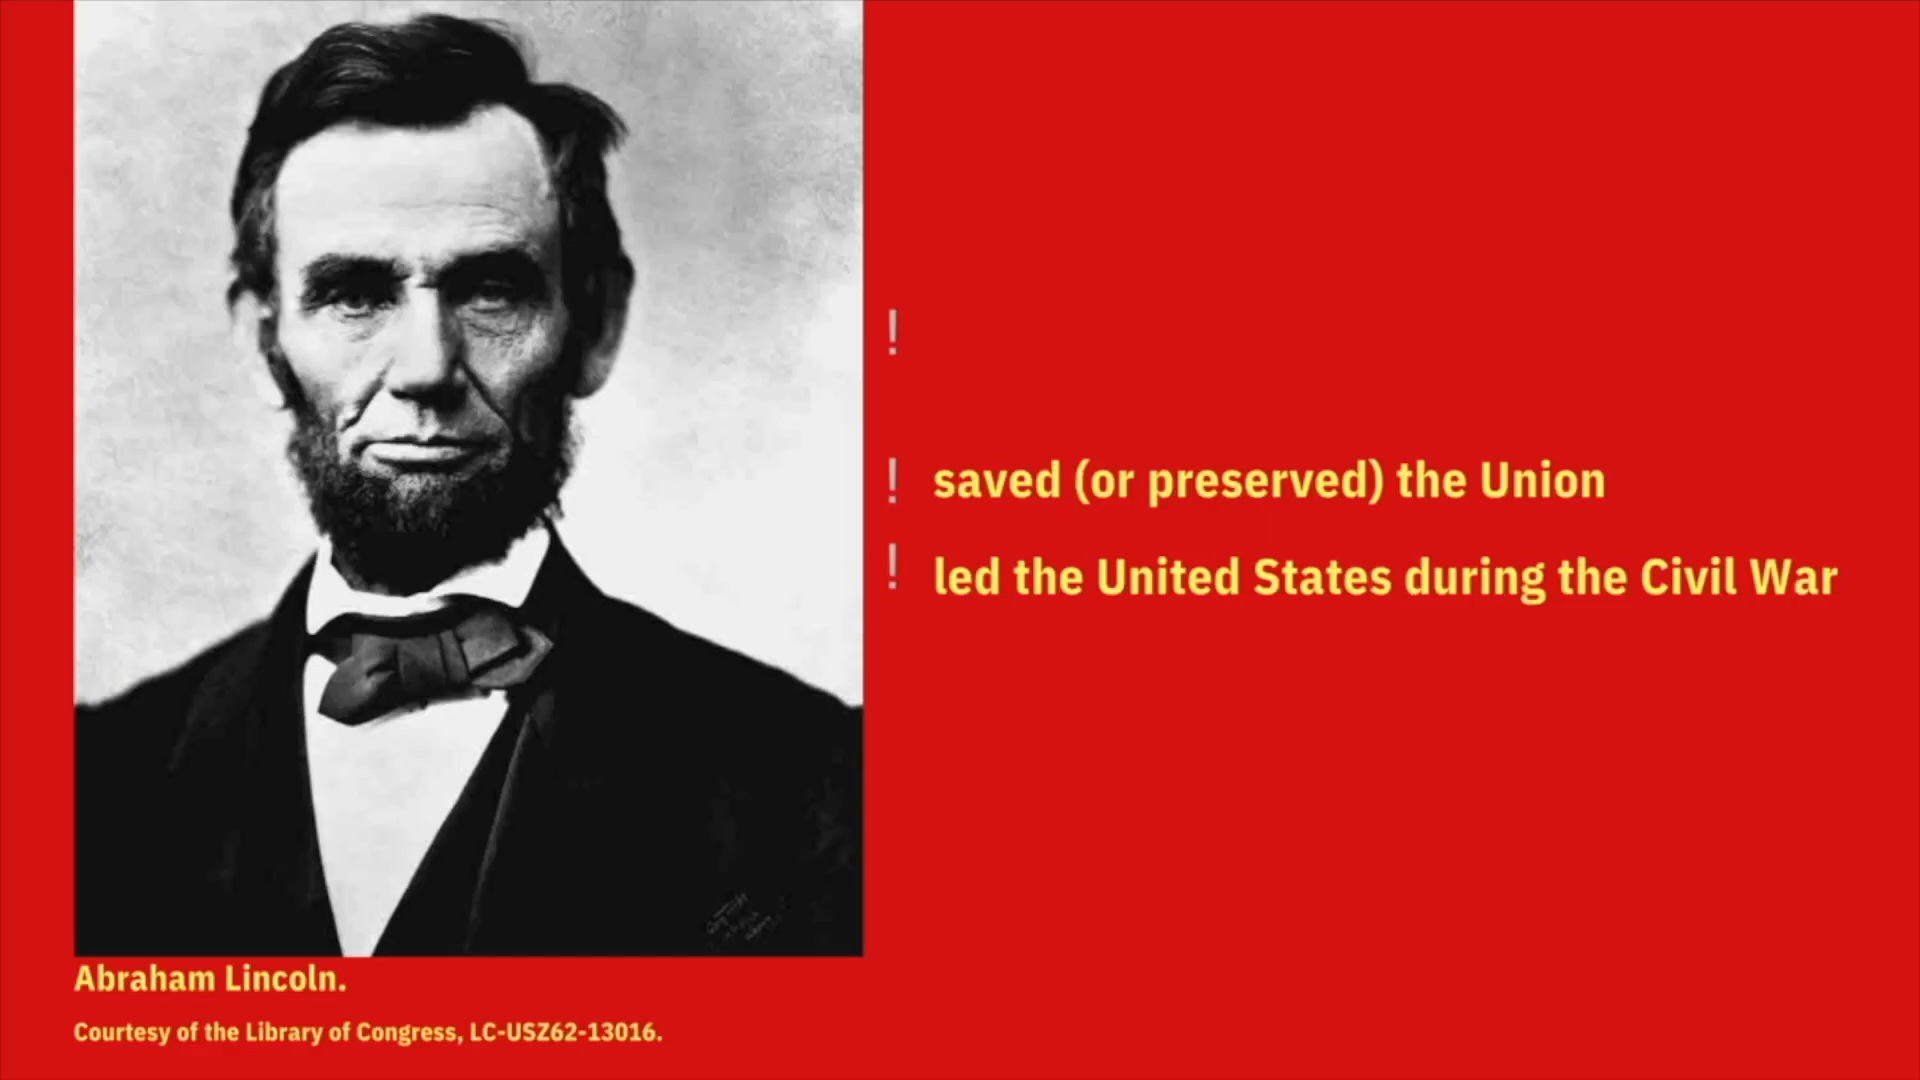 !
! saved (or preserved) the Union
! led the United States during the Civil War
Abraham Lincoln.
Courtesy of the Library of Congress, LC-USZ62-13016.